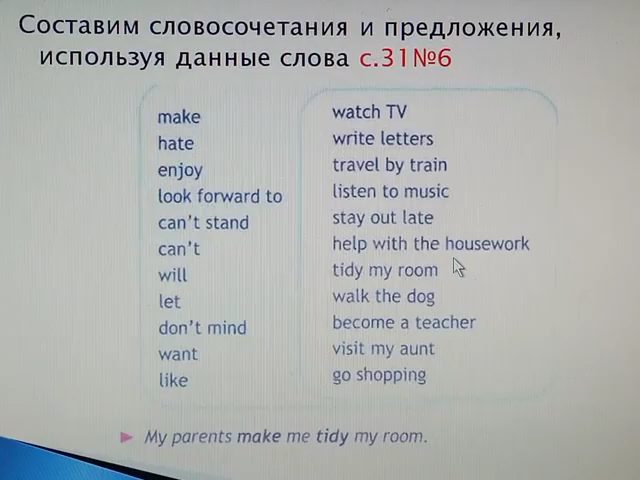 Составим словосочетания и предложения,
используя данные слова с.31№6
make
hate
enjoy
look forward to
can't stand
can't
will
let
don't mind
want
like
watch TV
write letters
travel by train
listen to music
stay out late
help with the housework
tidy my room
walk the dog
become a teacher
visit my aunt
go shopping
My parents make me tidy my room.